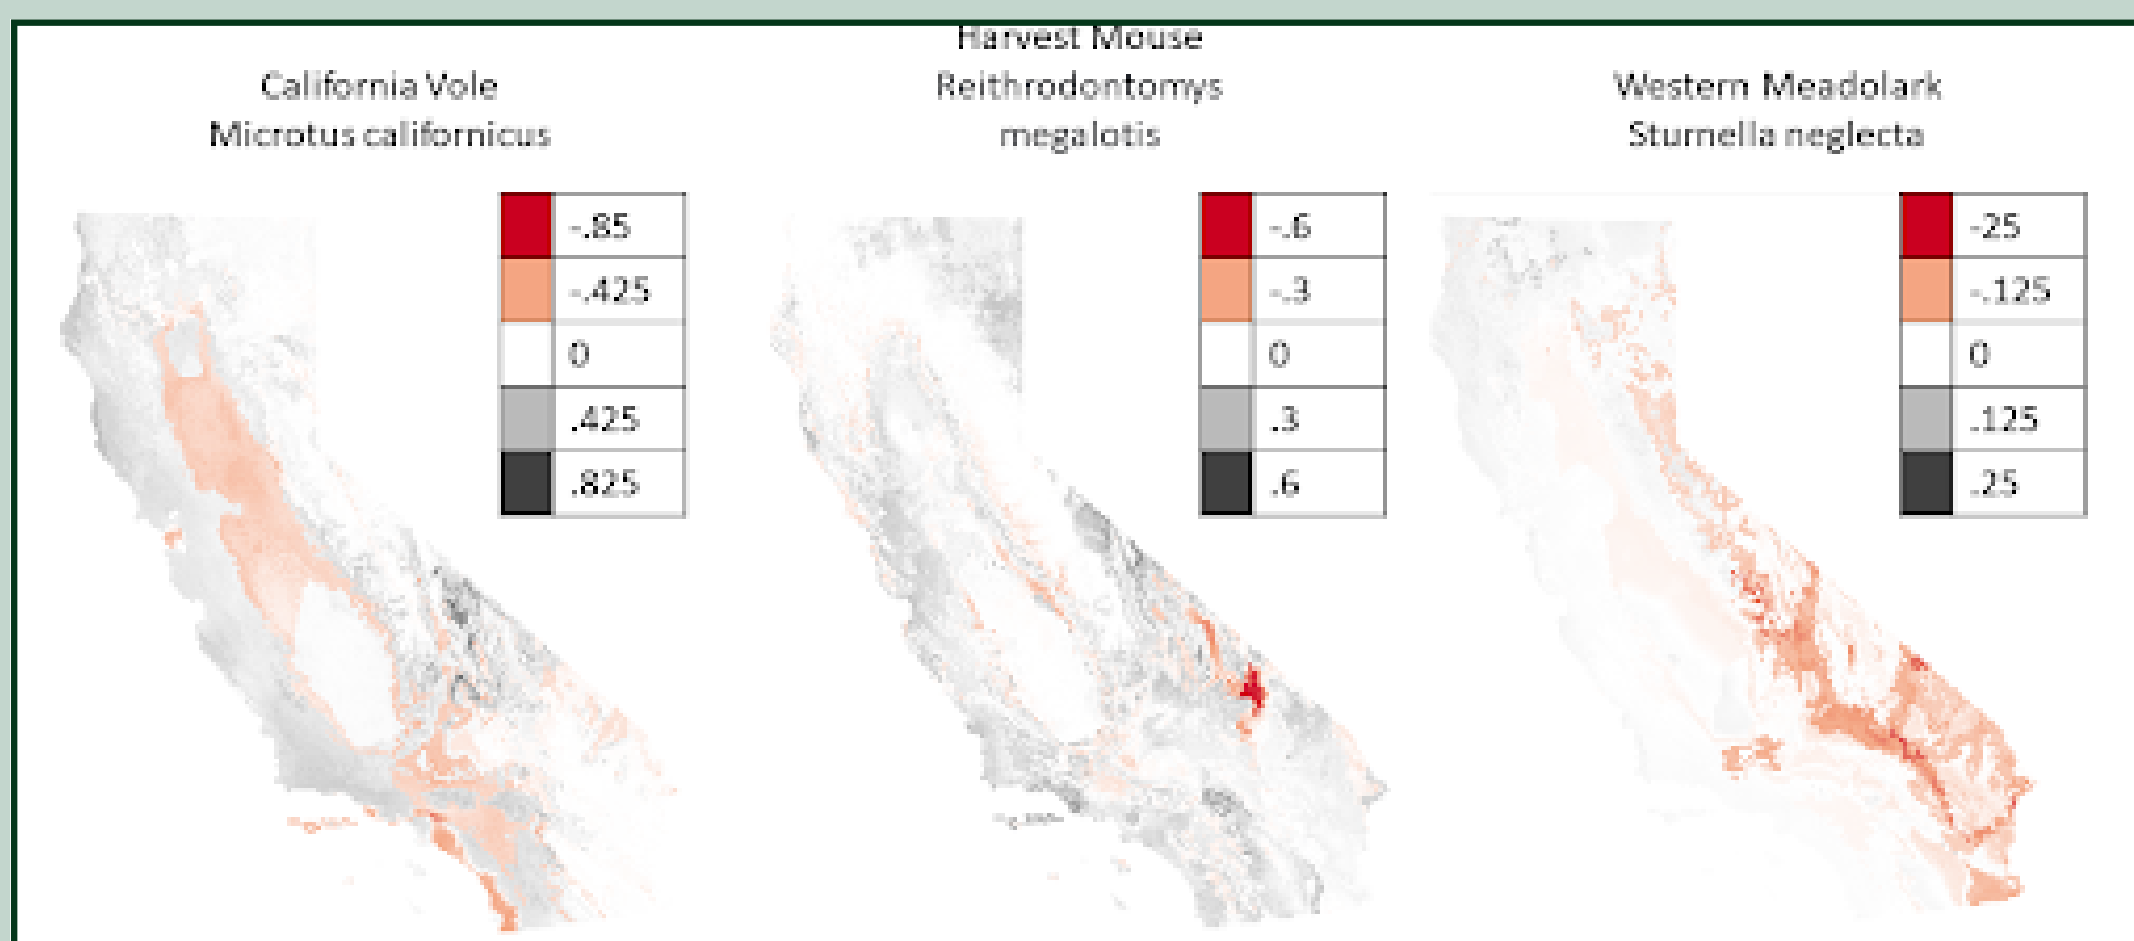 California Vole
Microtus californicus
-.85
-.425
0
.425
.825
Harvest Mouse
Reithrodontomys
megalotis
-.6
-.3
0
.3
.6
Western Meadolark
Sturnella neglecta
-25
-.125
0
.125
.25